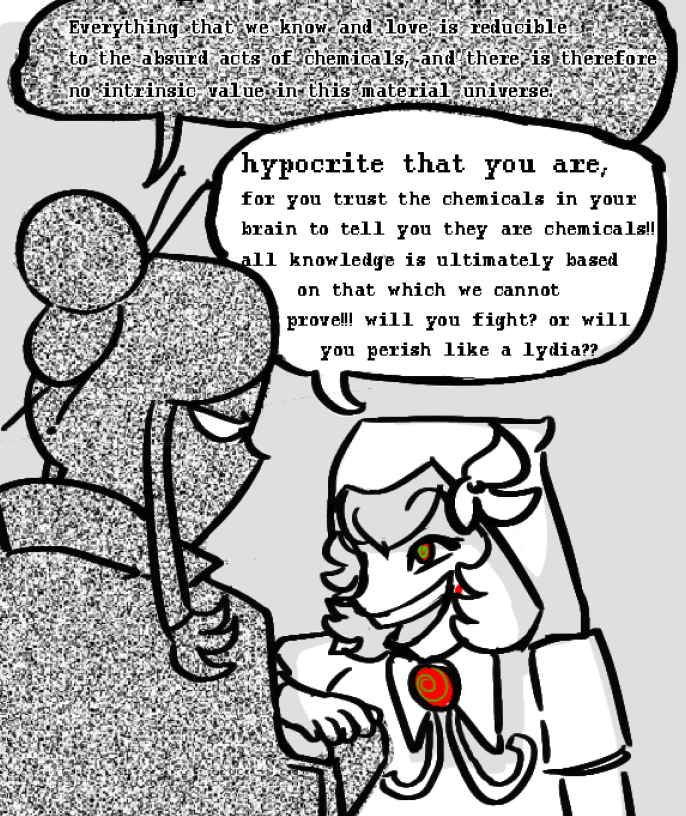 Everything that we know and love is reducible
to the absurd acts of chemicals, and there is therefore
no intrinsic value in this material universe.
hypocrite that you are,
for you trust the chemicals in your
brain to tell you they are chemicals!!
all knowledge is ultimately based
on that which we cannot
prove!!! will you fight? or will
you perish like a lydia??